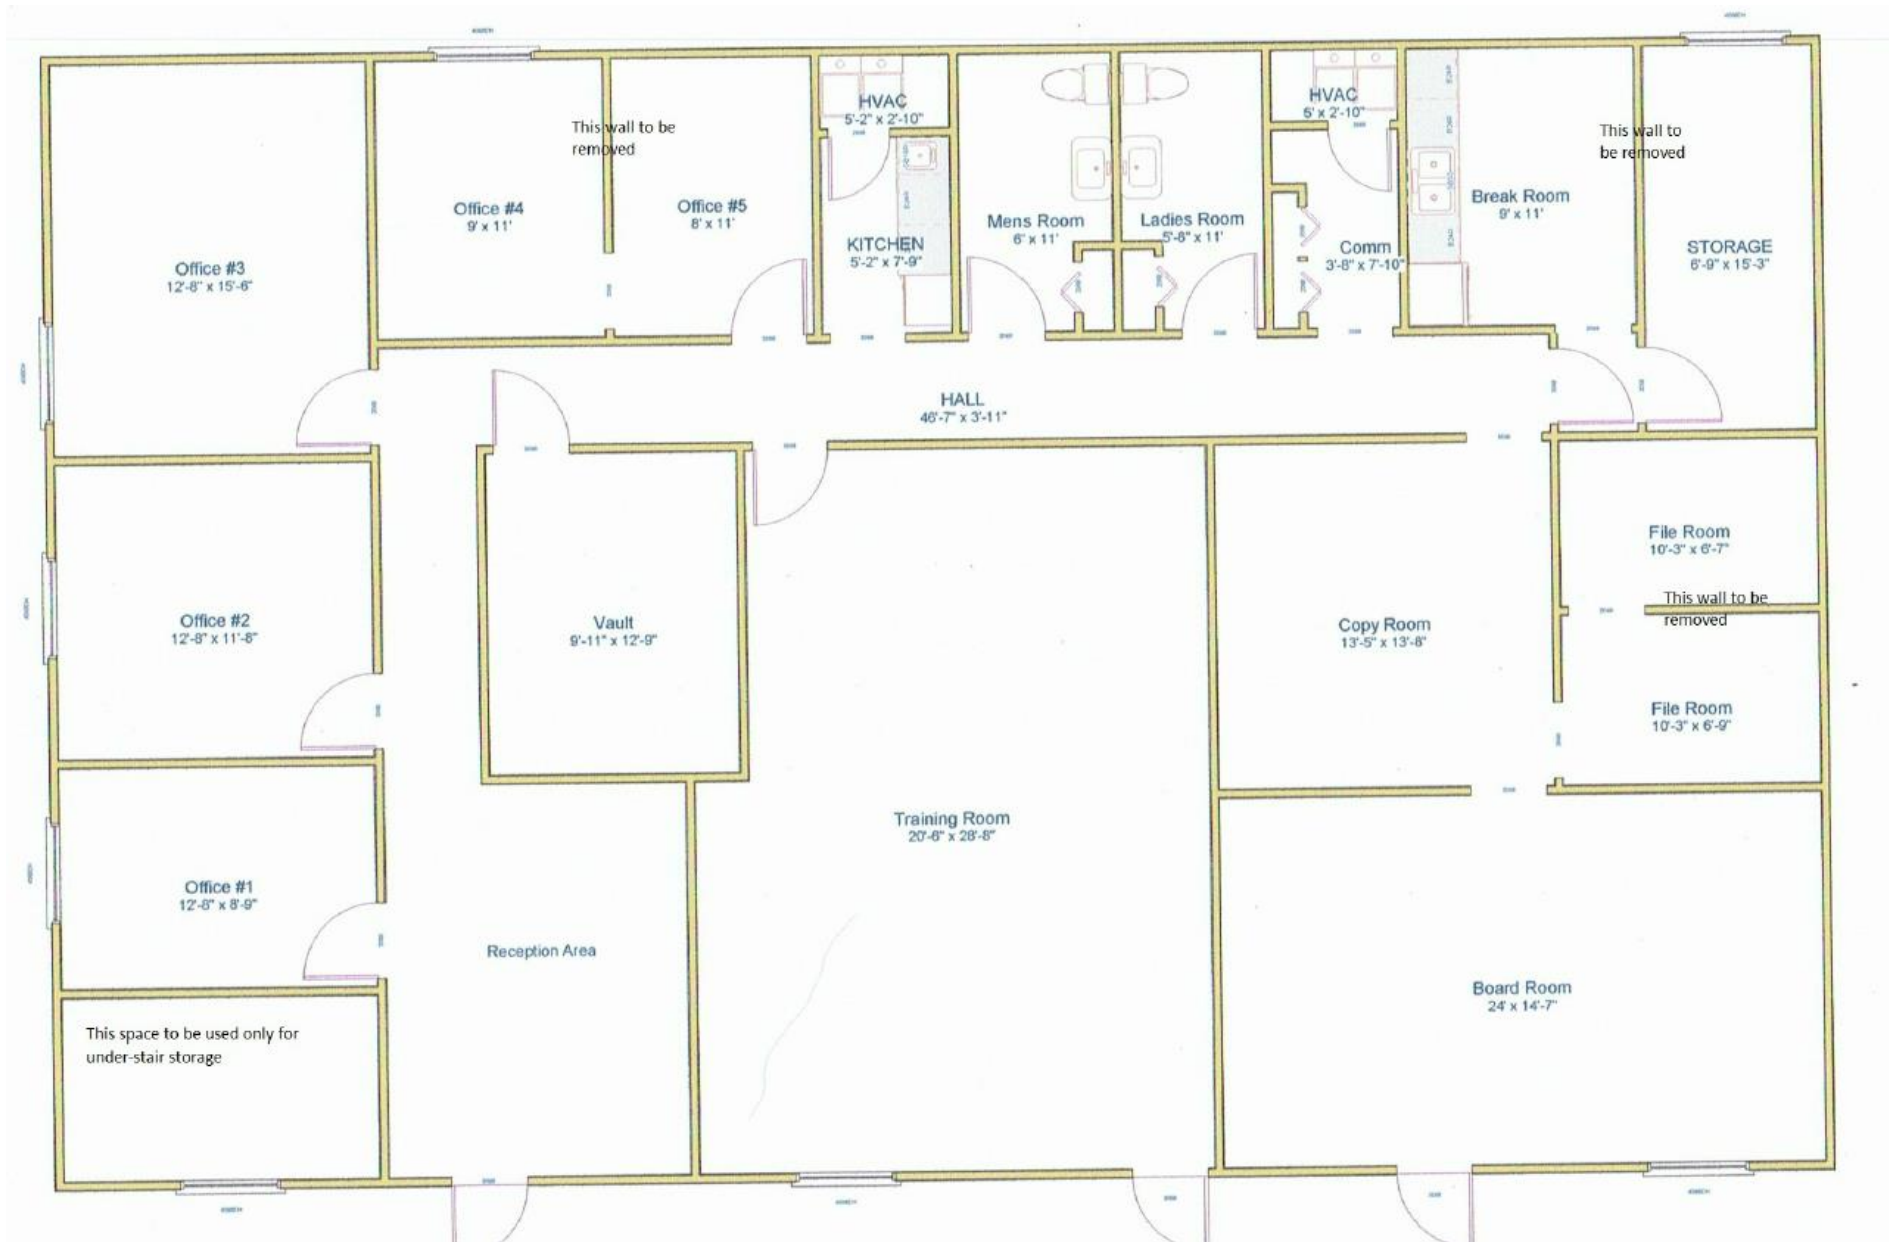 This wall to be
removed
This wall to
be removed
HVAC
5'-2" x 2'-10"
HVAC
5' x 2'-10"
Office #4
9' x 11'
Office #5
8' x 11'
KITCHEN
5'-2" x 7'-9"
Mens Room
6' x 11'
Ladies Room
5'-8" x 11'
Comm
3'-8" x 7'-10"
Break Room
9' x 11'
STORAGE
6'-9" x 15'-3"
Office #3
12'-8" x 15'-6"
HALL
46'-7" x 3'-11"
File Room
10'-3" x 6'-7"
This wall to be
removed
File Room
10'-3" x 6'-9"
Office #2
12'-8" x 11'-8"
Vault
9'-11" x 12'-9"
Copy Room
13'-5" x 13'-8"
Training Room
20'-6" x 28'-8"
Office #1
12'-8" x 8'-9"
Reception Area
Board Room
24' x 14'-7"
This space to be used only for
under-stair storage